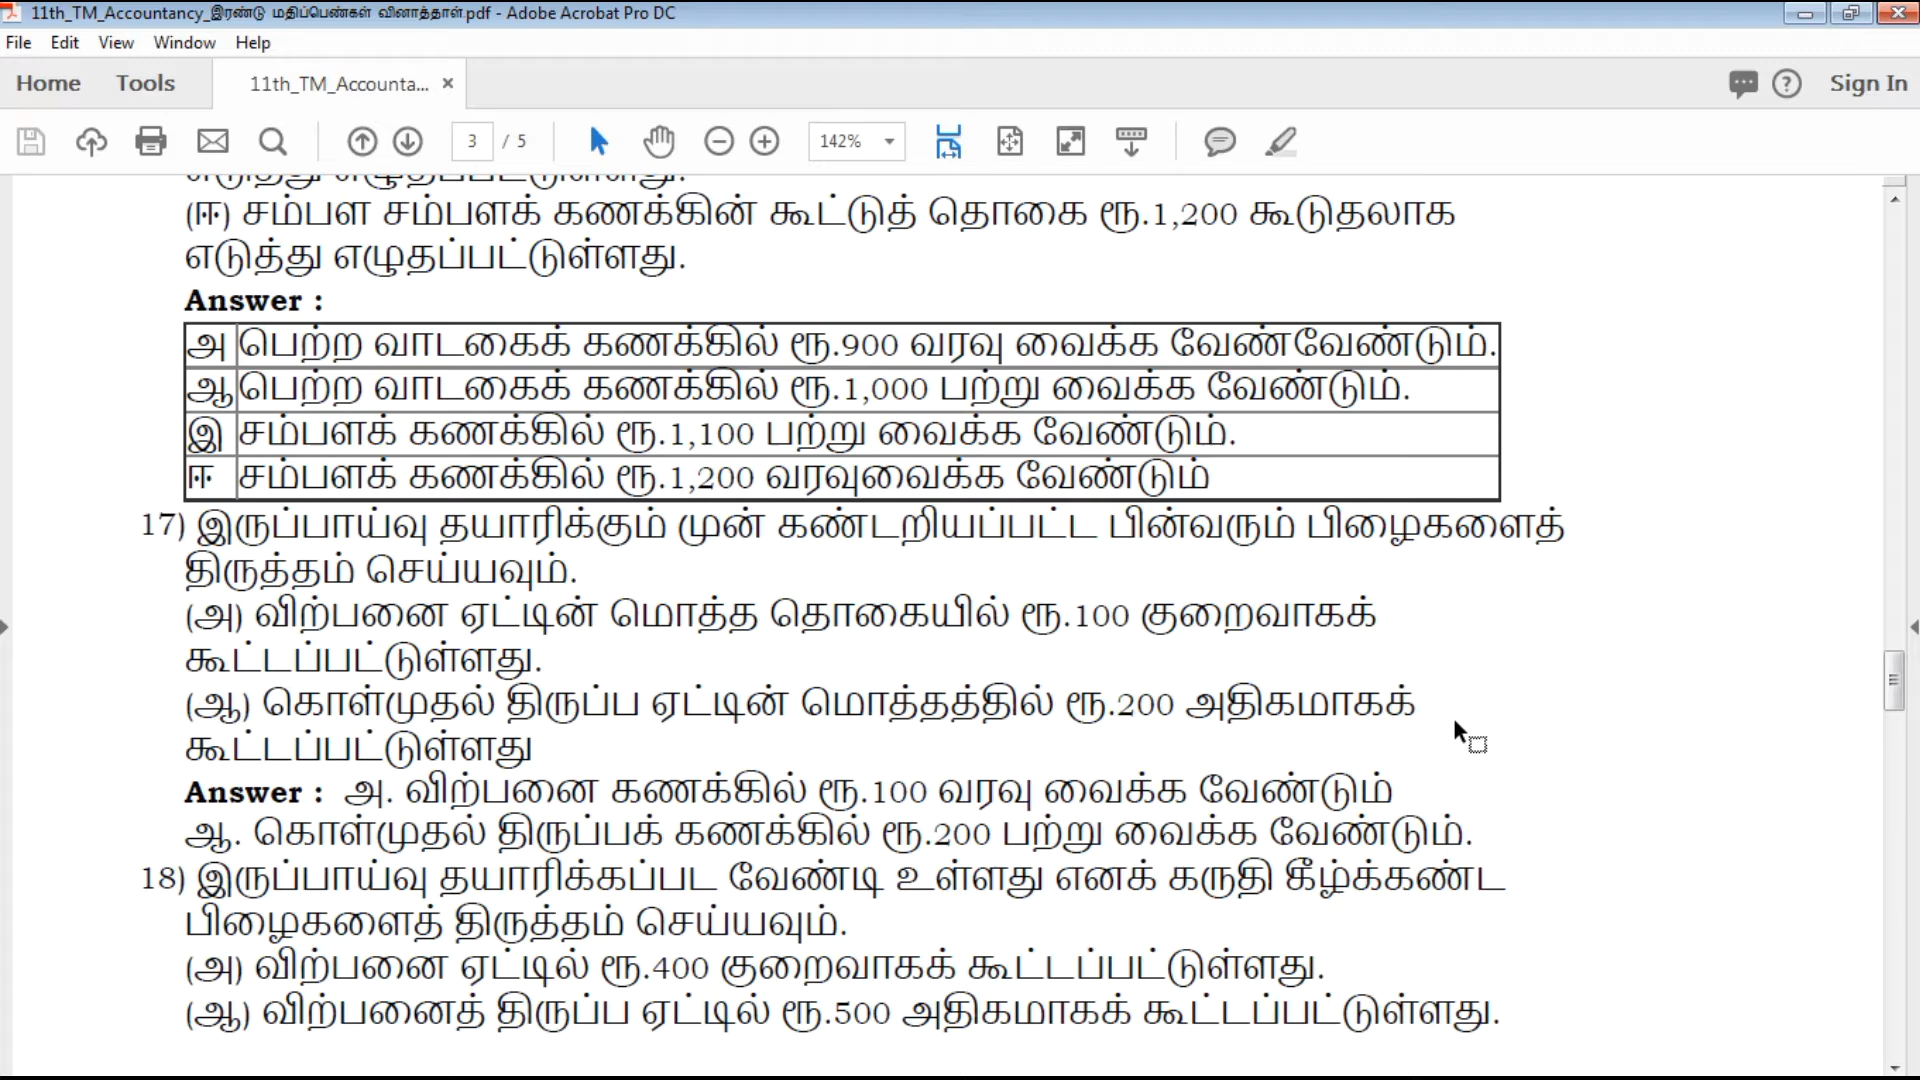 11th_TM_Accountancy_இரண்டு மதிப்பெண்கள் வினாத்தாள்.pdf - Adobe Acrobat Pro DC
File Edit View Window Help
Home Tools 11th_TM_Accounta... × Sign In
3 / 5 142%
எடுத்து எழுதப்பட்டுள்ளது.
(ஈ) சம்பள சம்பளக் கணக்கின் கூட்டுத் தொகை ரூ.1,200 கூடுதலாக
எடுத்து எழுதப்பட்டுள்ளது.
Answer :
அ பெற்ற வாடகைக் கணக்கில் ரூ.900 வரவு வைக்க வேண்வேண்டும்.
ஆ பெற்ற வாடகைக் கணக்கில் ரூ.1,000 பற்று வைக்க வேண்டும்.
இ சம்பளக் கணக்கில் ரூ.1,100 பற்று வைக்க வேண்டும்.
ஈ சம்பளக் கணக்கில் ரூ.1,200 வரவுவைக்க வேண்டும்
17) இருப்பாய்வு தயாரிக்கும் முன் கண்டறியப்பட்ட பின்வரும் பிழைகளைத்
திருத்தம் செய்யவும்.
(அ) விற்பனை ஏட்டின் மொத்த தொகையில் ரூ.100 குறைவாகக்
கூட்டப்பட்டுள்ளது.
(ஆ) கொள்முதல் திருப்ப ஏட்டின் மொத்தத்தில் ரூ.200 அதிகமாகக்
கூட்டப்பட்டுள்ளது
Answer : அ. விற்பனை கணக்கில் ரூ.100 வரவு வைக்க வேண்டும்
ஆ. கொள்முதல் திருப்பக் கணக்கில் ரூ.200 பற்று வைக்க வேண்டும்.
18) இருப்பாய்வு தயாரிக்கப்பட வேண்டி உள்ளது எனக் கருதி கீழ்க்கண்ட
பிழைகளைத் திருத்தம் செய்யவும்.
(அ) விற்பனை ஏட்டில் ரூ.400 குறைவாகக் கூட்டப்பட்டுள்ளது.
(ஆ) விற்பனைத் திருப்ப ஏட்டில் ரூ.500 அதிகமாகக் கூட்டப்பட்டுள்ளது.